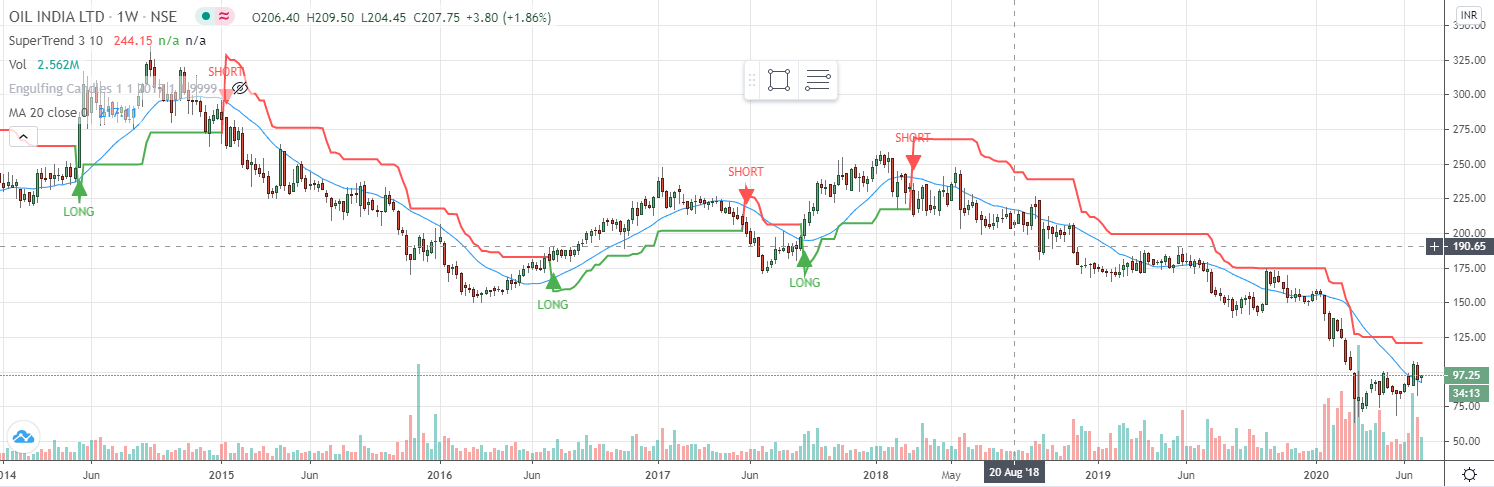 OIL INDIA LTD · 1W · NSE O206.40 H209.50 L204.45 C207.75 +3.80 (+1.86%)
INR
SuperTrend 3 10 244.15 n/a n/a
Vol 2.562M
Engulfing Candles 1 1 9999
MA 20 close 0 217.11
SHORT
LONG
LONG
SHORT
LONG
SHORT
350.00
325.00
300.00
275.00
250.00
225.00
200.00
190.65
175.00
150.00
125.00
97.25
34:13
75.00
50.00
2014 Jun 2015 Jun 2016 Jun 2017 Jun 2018 May 20 Aug '18 2019 Jun 2020 Jun